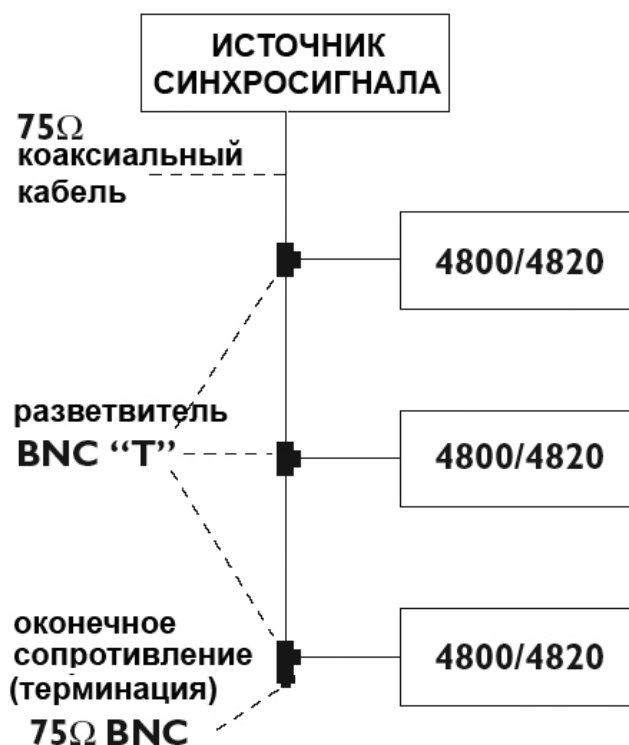 ИСТОЧНИК
СИНХРОСИГНАЛА
75Ω
коаксиальный
кабель
4800/4820
разветвитель
BNC “T”
4800/4820
оконечное
сопротивление
(терминация)
75Ω BNC
4800/4820